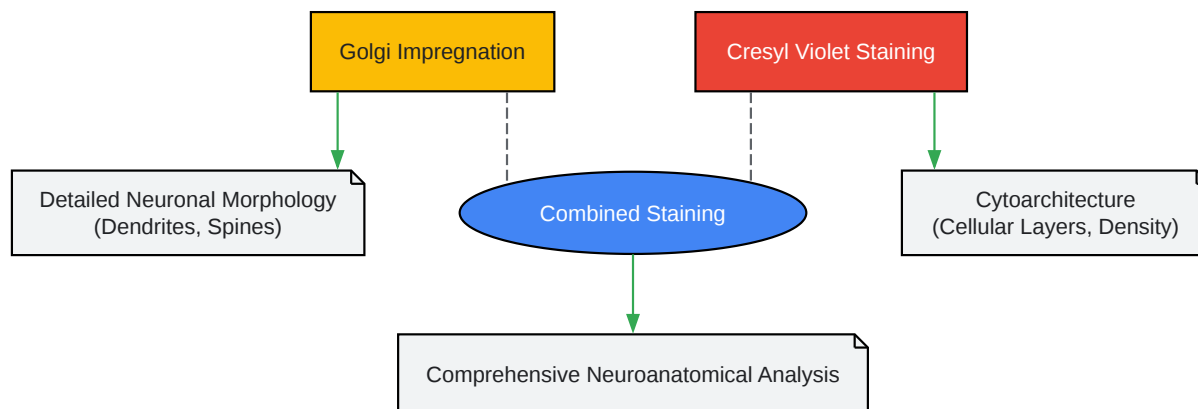 Golgi Impregnation
Cresyl Violet Staining
Detailed Neuronal Morphology
(Dendrites, Spines)
Combined Staining
Cytoarchitecture
(Cellular Layers, Density)
Comprehensive Neuroanatomical Analysis